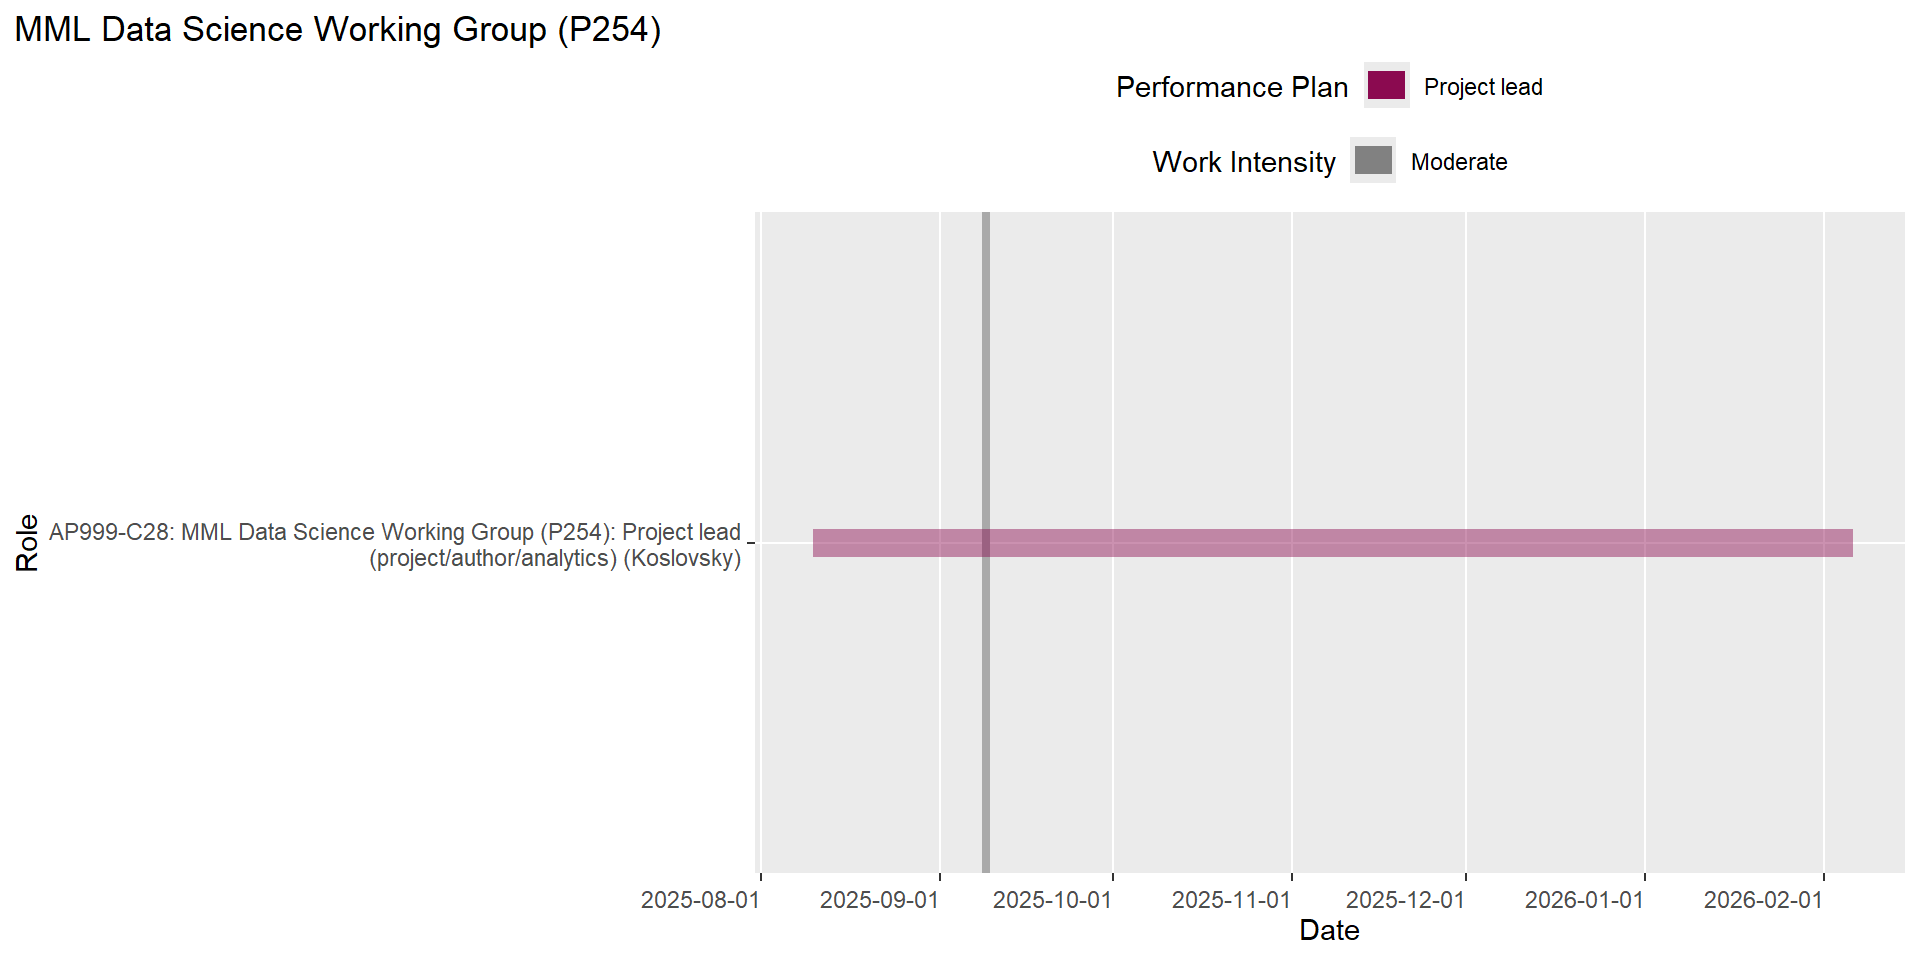 MML Data Science Working Group (P254)
Performance Plan
Project lead
Work Intensity
Moderate
Role
AP999-C28: MML Data Science Working Group (P254): Project lead
(project/author/analytics) (Koslovsky)
2025-08-01
2025-09-01
2025-10-01
2025-11-01
2025-12-01
2026-01-01
2026-02-01
Date